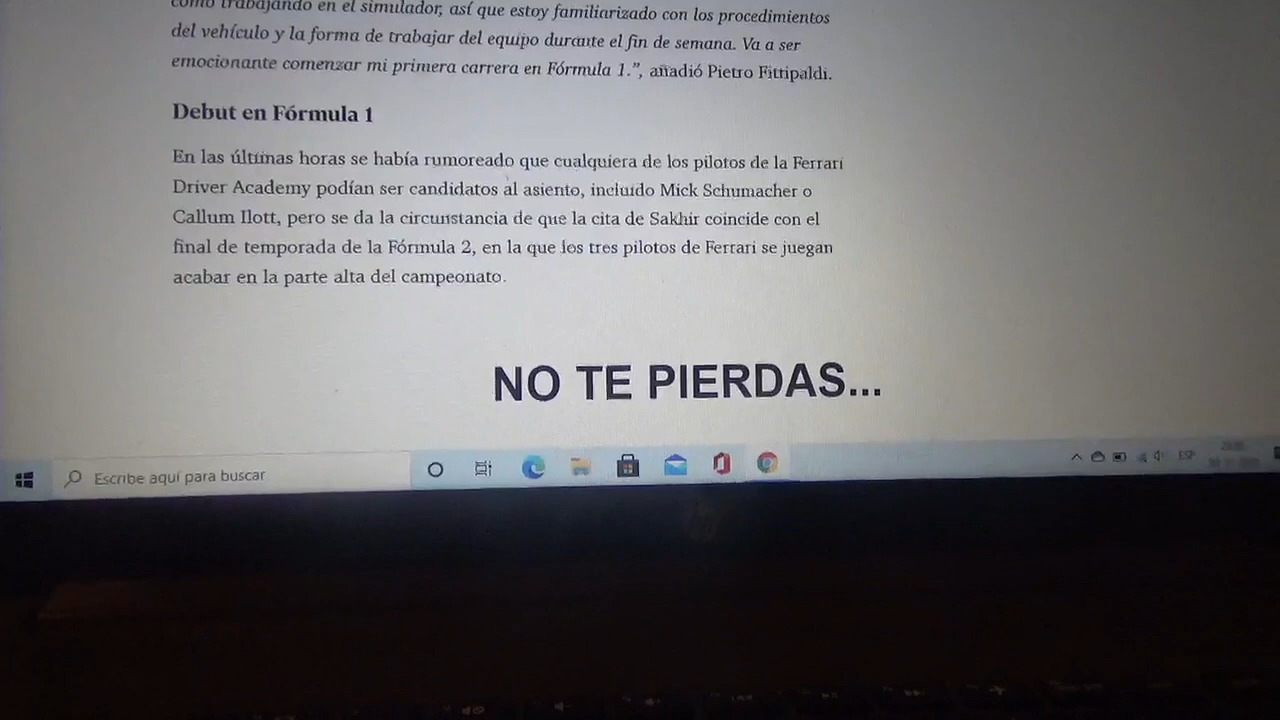 como trabajando en el simulador, así que estoy familiarizado con los procedimientos
del vehículo y la forma de trabajar del equipo durante el fin de semana. Va a ser
emocionante comenzar mi primera carrera en Fórmula 1.”, añadió Pietro Fittipaldi.
Debut en Fórmula 1
En las últimas horas se había rumoreado que cualquiera de los pilotos de la Ferrari
Driver Academy podían ser candidatos al asiento, incluido Mick Schumacher o
Callum Ilott, pero se da la circunstancia de que la cita de Sakhir coincide con el
final de temporada de la Fórmula 2, en la que los tres pilotos de Ferrari se juegan
acabar en la parte alta del campeonato.
NO TE PIERDAS...
Escribe aquí para buscar
ESP